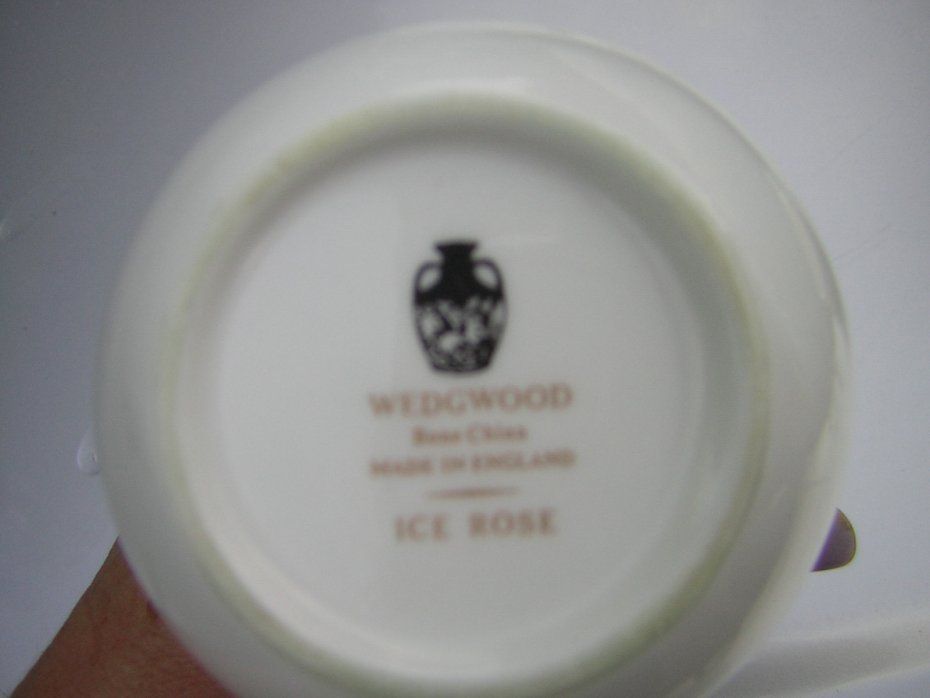 WEDGWOOD
Bone China
MADE IN ENGLAND
ICE ROSE